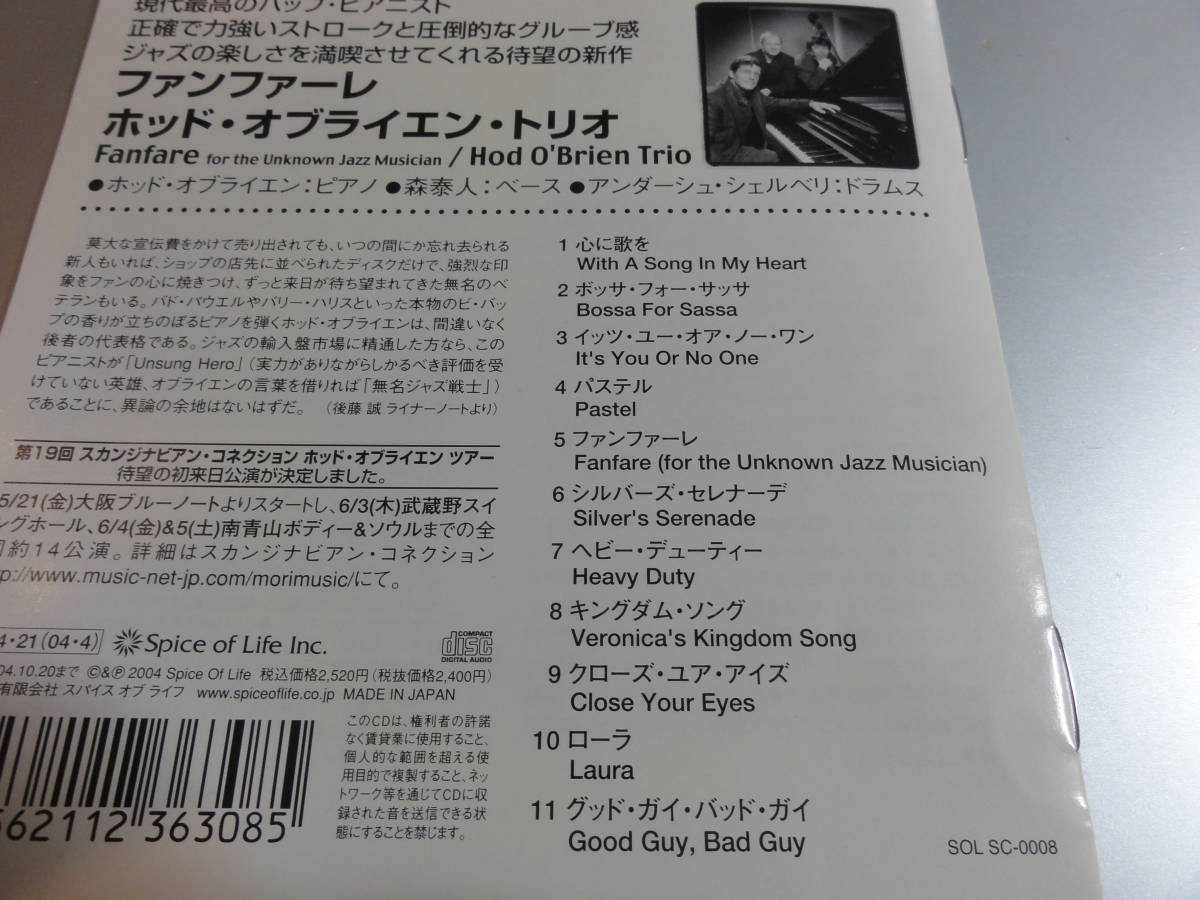 現代最高のバップ・ピアニスト
正確で力強いストロークと圧倒的なグルーブ感
ジャズの楽しさを満喫させてくれる待望の新作
ファンファーレ
ホッド・オブライエン・トリオ
Fanfare for the Unknown Jazz Musician / Hod O'Brien Trio
●ホッド・オブライエン：ピアノ ●森泰人：ベース ●アンダーシュ・シェルベリ：ドラムス
莫大な宣伝費をかけて売り出されても、いつの間にか忘れ去られる
新人もいれば、ショップの店先に並べられたディスクだけで、強烈な印
象をファンの心に焼きつけ、ずっと来日が待ち望まれてきた無名のベ
テランもいる。バド・パウエルやバリー・ハリスといった本物のビ・バッ
プの香りが立ちのぼるピアノを弾くホッド・オブライエンは、間違いなく
後者の代表格である。ジャズの輸入盤市場に精通した方なら、この
ピアニストが「Unsung Hero」（実力がありながらしかるべき評価を受
けていない英雄、オブライエンの言葉を借りれば「無名ジャズ戦士」）
であることに、異論の余地はないはずだ。 （後藤 誠 ライナーノートより）
第19回 スカンジナビアン・コネクション ホッド・オブライエン ツアー
待望の初来日公演が決定しました。
5/21(金)大阪ブルーノートよりスタートし、6/3(木)武蔵野スイ
ングホール、6/4(金)&5(土)南青山ボディー&ソウルまでの全
約14公演。詳細はスカンジナビアン・コネクション
p://www.music-net-jp.com/morimusic/にて。
4・21(04・4) Spice of Life Inc.
COMPACT disc DIGITAL AUDIO
04.10.20まで ©&℗ 2004 Spice Of Life 税込価格2,520円（税抜価格2,400円）
有限会社 スパイス オブ ライフ www.spiceoflife.co.jp MADE IN JAPAN
このCDは、権利者の許諾
なく賃貸業に使用すること、
個人的な範囲を超える使
用目的で複製すること、ネッ
トワーク等を通じてCDに収
録された音を送信できる状
態にすることを禁じます。
562112 363085
1 心に歌を
With A Song In My Heart
2 ボッサ・フォー・サッサ
Bossa For Sassa
3 イッツ・ユー・オア・ノー・ワン
It's You Or No One
4 パステル
Pastel
5 ファンファーレ
Fanfare (for the Unknown Jazz Musician)
6 シルバーズ・セレナーデ
Silver's Serenade
7 ヘビー・デューティー
Heavy Duty
8 キングダム・ソング
Veronica's Kingdom Song
9 クローズ・ユア・アイズ
Close Your Eyes
10 ローラ
Laura
11 グッド・ガイ・バッド・ガイ
Good Guy, Bad Guy
SOL SC-0008